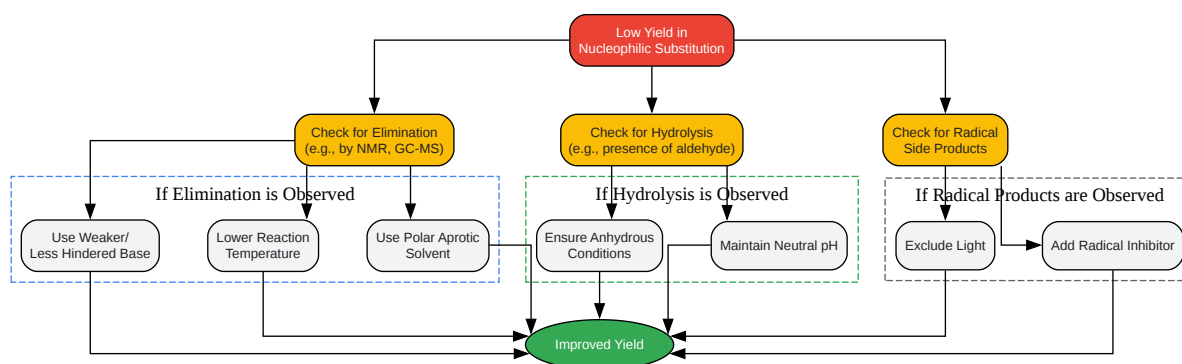 Low Yield in
Nucleophilic Substitution
Check for Elimination
(e.g., by NMR, GC-MS)
Check for Hydrolysis
(e.g., presence of aldehyde)
Check for Radical
Side Products
If Elimination is Observed
If Hydrolysis is Observed
If Radical Products are Observed
Use Weaker/
Less Hindered Base
Lower Reaction
Temperature
Use Polar Aprotic
Solvent
Ensure Anhydrous
Conditions
Maintain Neutral pH
Exclude Light
Add Radical Inhibitor
Improved Yield